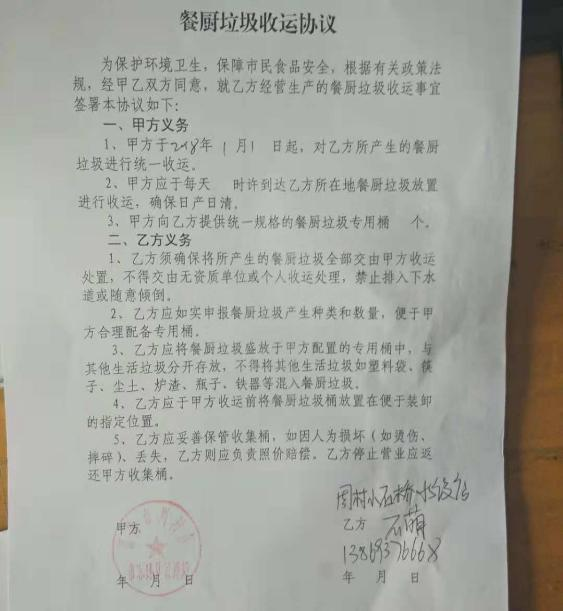 餐厨垃圾收运协议
为保护环境卫生，保障市民食品安全，根据有关政策法
规，经甲乙双方同意，就乙方经营生产的餐厨垃圾收运事宜
签署本协议如下：
一、甲方义务
1、甲方于2018年1月1日起，对乙方所产生的餐厨
垃圾进行统一收运。
2、甲方应于每天 时许到达乙方所在地餐厨垃圾放置
进行收运，确保日产日清。
3、甲方向乙方提供统一规格的餐厨垃圾专用桶 个。
二、乙方义务
1、乙方须确保将所产生的餐厨垃圾全部交由甲方收运
处置，不得交由无资质单位或个人收运处理，禁止排入下水
道或随意倾倒。
2、乙方应如实申报餐厨垃圾产生种类和数量，便于甲
方合理配备专用桶。
3、乙方应将餐厨垃圾盛放于甲方配置的专用桶中，与
其他生活垃圾分开存放，不得将其他生活垃圾如塑料袋、筷
子、尘土、炉渣、瓶子、铁器等混入餐厨垃圾。
4、乙方应于甲方收运前将餐厨垃圾桶放置在便于装卸
的指定位置。
5、乙方应妥善保管收集桶，如因人为损坏（如烫伤、
摔碎）、丢失，乙方则应负责照价赔偿。乙方停止营业应返
还甲方收集桶。
周村小石桥
甲方
乙方 石萌
13869376668
年 月 日
年 月 日